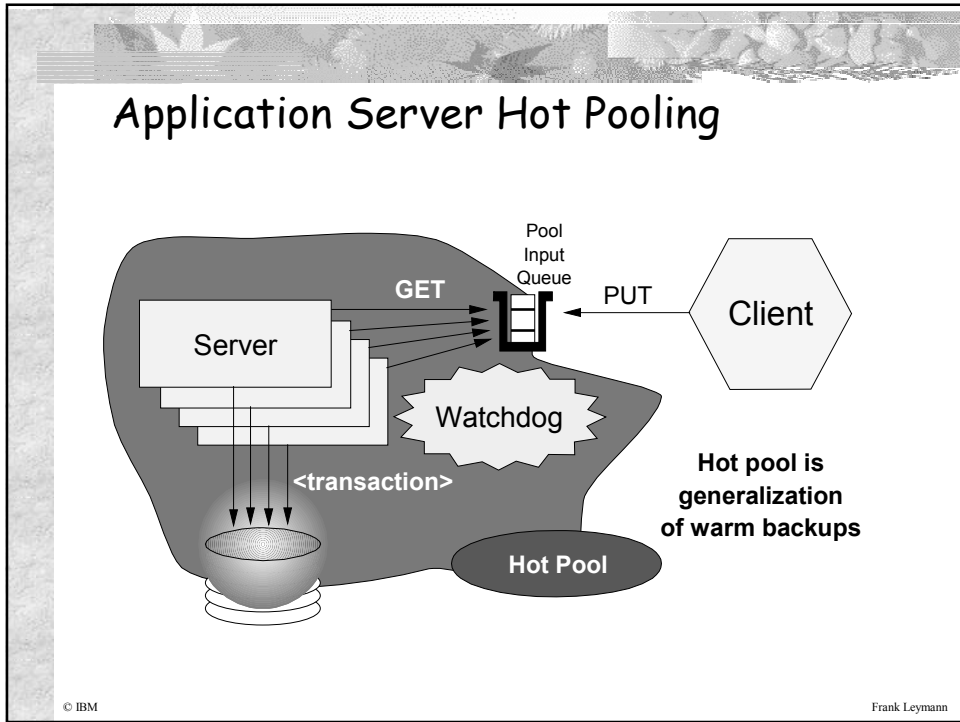 Application Server Hot Pooling
Pool
Input
Queue
GET
PUT
Client
Server
Watchdog
<transaction>
Hot pool is
generalization
of warm backups
Hot Pool
© IBM
Frank Leymann